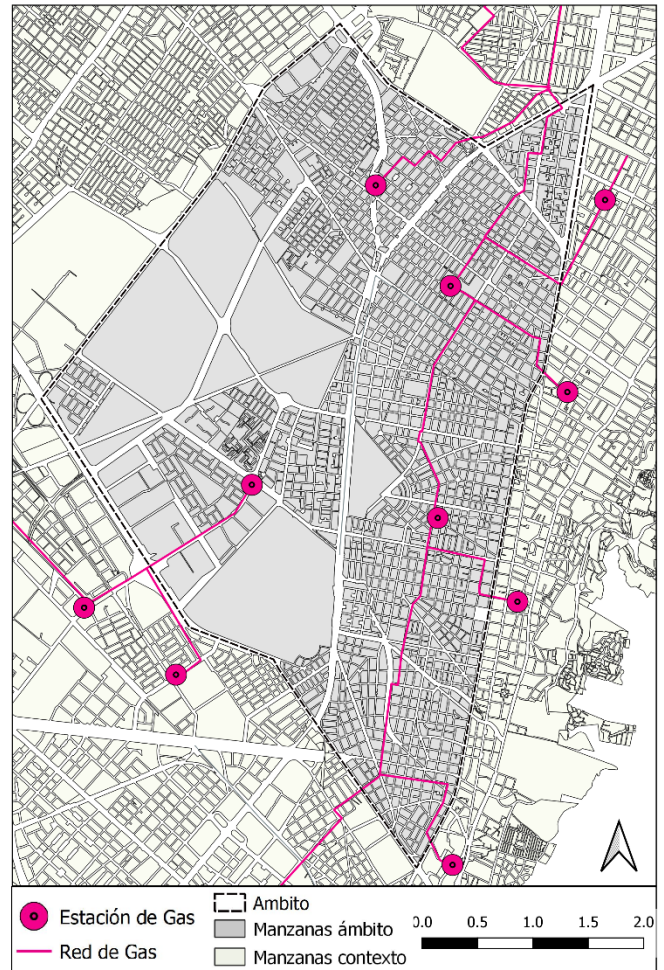 Estación de Gas
Red de Gas
Ambito
Manzanas ámbito
Manzanas contexto
0.0 0.5 1.0 1.5 2.0